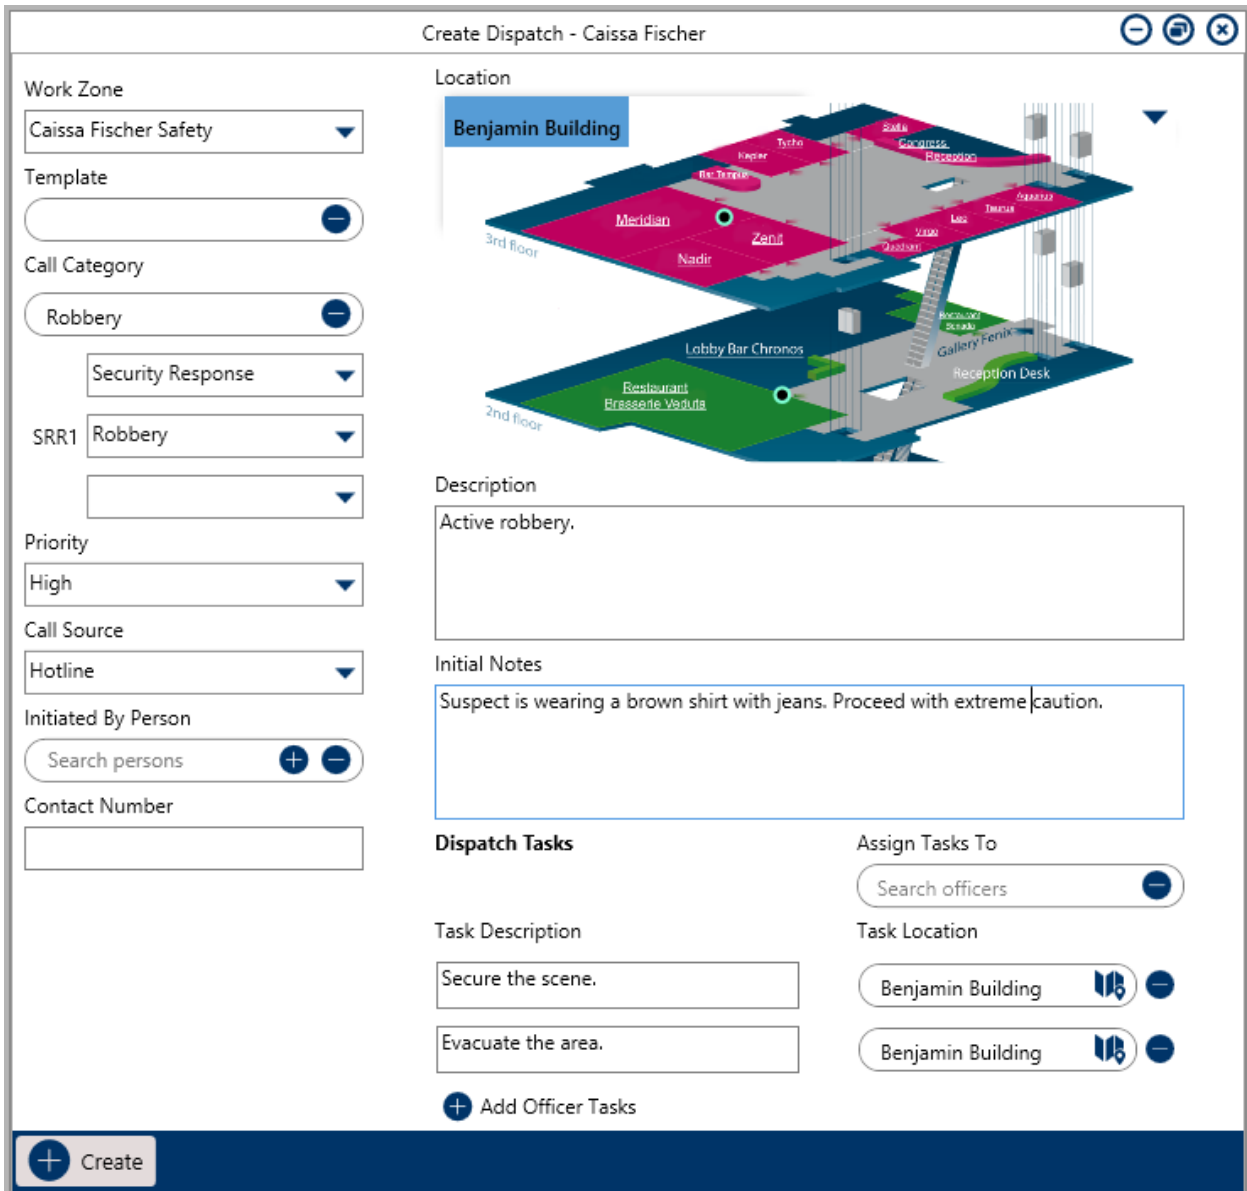 Create Dispatch - Caissa Fischer
Work Zone
Caissa Fischer Safety
Template
Call Category
Robbery
Security Response
SRR1
Robbery
Priority
High
Call Source
Hotline
Initiated By Person
Search persons
Contact Number
Location
Benjamin Building
Stella
Congress
Reception
Tycho
Kepler
Bar Tempus
Aquarius
Taurus
Leo
Virgo
Quadrant
Meridian
Zenit
Nadir
3rd floor
Restaurant
Gallery Fenix
Lobby Bar Chronos
Reception Desk
Restaurant
Brasserie Veduta
2nd floor
Description
Active robbery.
Initial Notes
Suspect is wearing a brown shirt with jeans. Proceed with extreme caution.
Dispatch Tasks
Assign Tasks To
Search officers
Task Description
Task Location
Secure the scene.
Benjamin Building
Evacuate the area.
Benjamin Building
Add Officer Tasks
Create